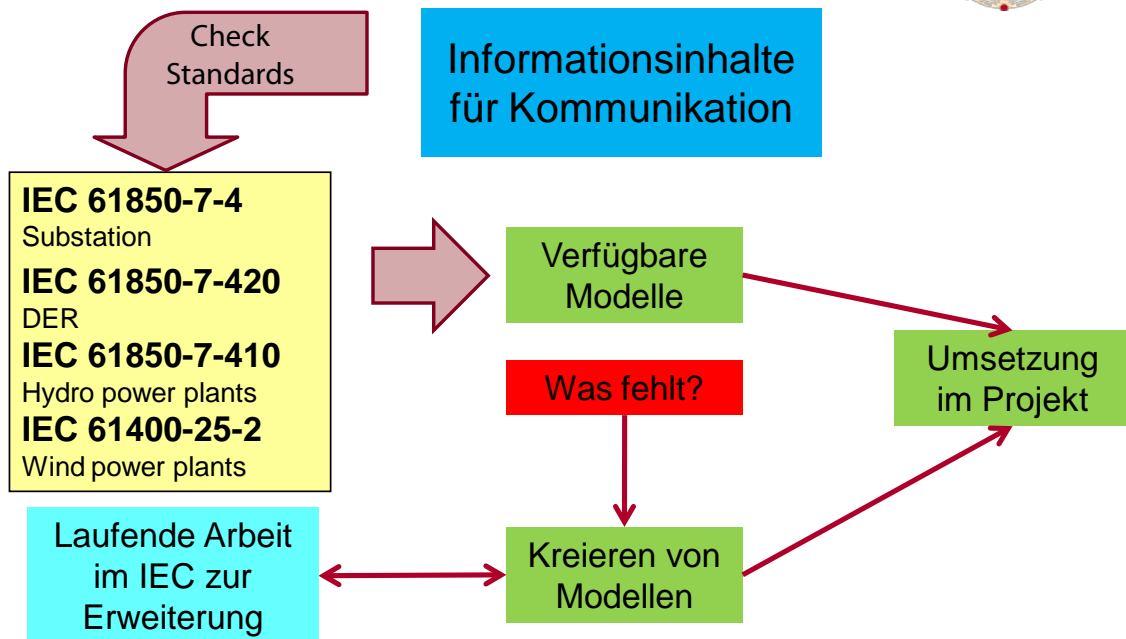 Check
Standards
Informationsinhalte
für Kommunikation
IEC 61850-7-4
Substation
IEC 61850-7-420
DER
IEC 61850-7-410
Hydro power plants
IEC 61400-25-2
Wind power plants
Verfügbare
Modelle
Was fehlt?
Umsetzung
im Projekt
Laufende Arbeit
im IEC zur
Erweiterung
Kreieren von
Modellen